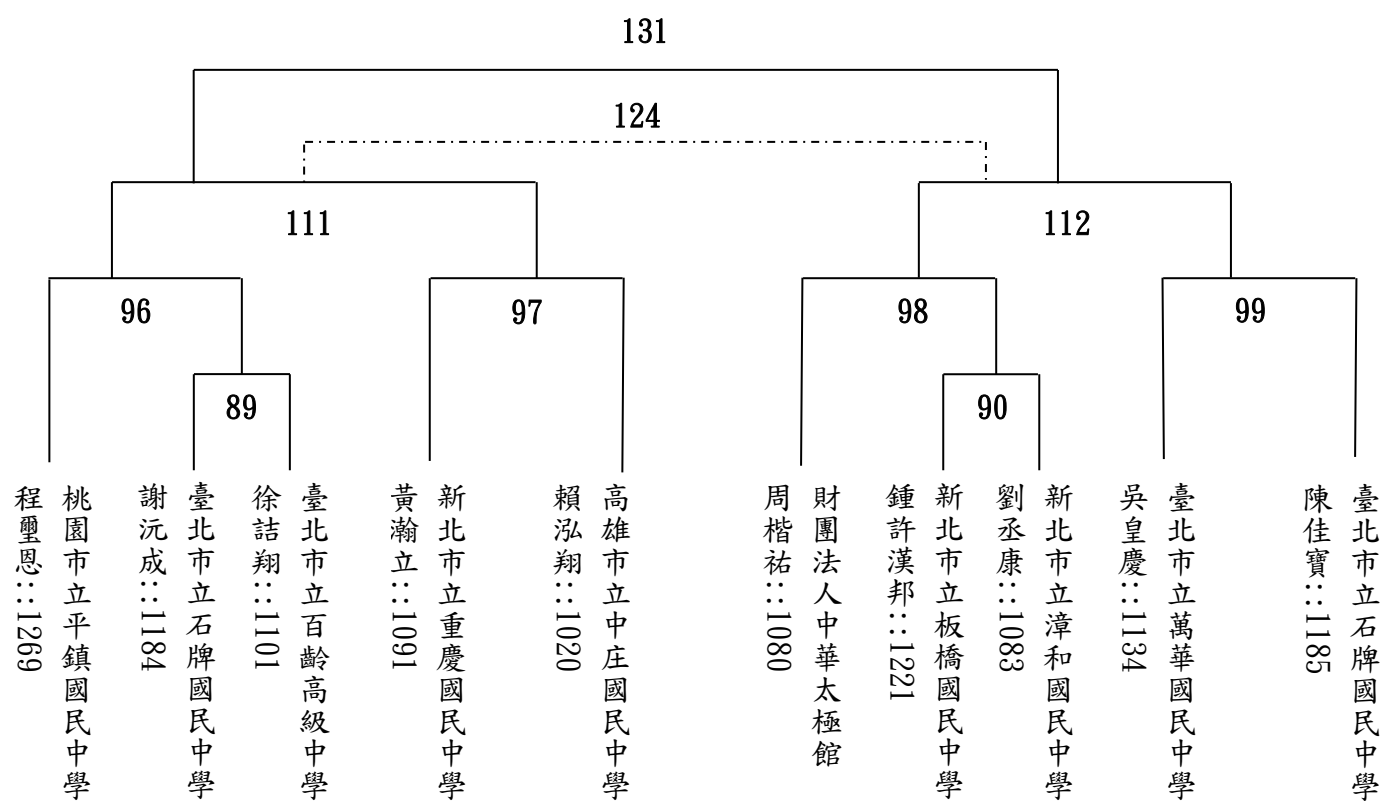 131
124
111
112
96
97
98
99
89
90
桃園市立平鎮國民中學
程璽恩::1269
臺北市立石牌國民中學
謝沅成::1184
臺北市立百齡高級中學
徐詰翔::1101
新北市立重慶國民中學
黃瀚立::1091
高雄市立中庄國民中學
賴泓翔::1020
財團法人中華太極館
周楷祐::1080
新北市立板橋國民中學
鍾許漢邦::1221
新北市立漳和國民中學
劉丞康::1083
臺北市立萬華國民中學
吳皇慶::1134
臺北市立石牌國民中學
陳佳寶::1185